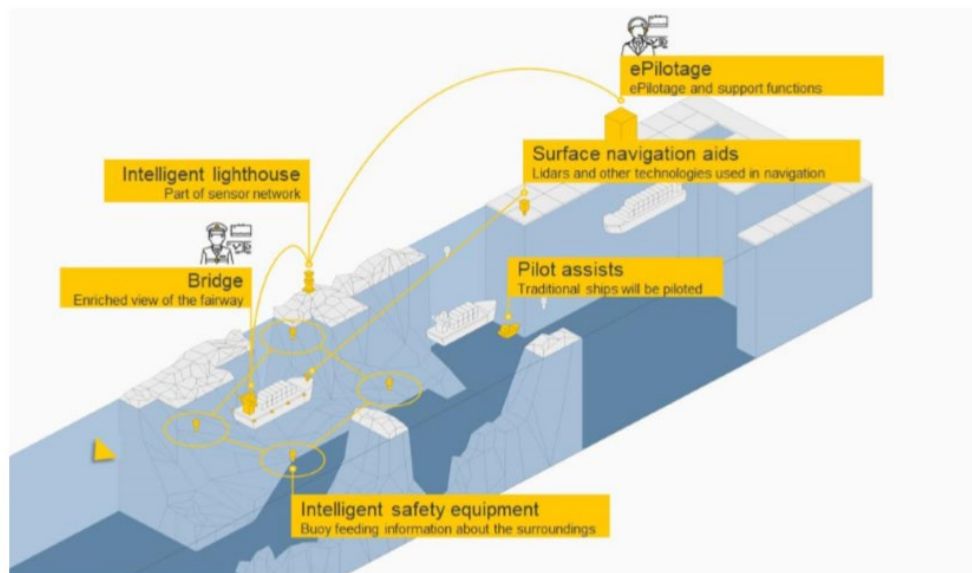 ePilotage
ePilotage and support functions
Surface navigation aids
Lidars and other technologies used in navigation
Intelligent lighthouse
Part of sensor network
Bridge
Enriched view of the fairway
Pilot assists
Traditional ships will be piloted
Intelligent safety equipment
Buoy feeding information about the surroundings